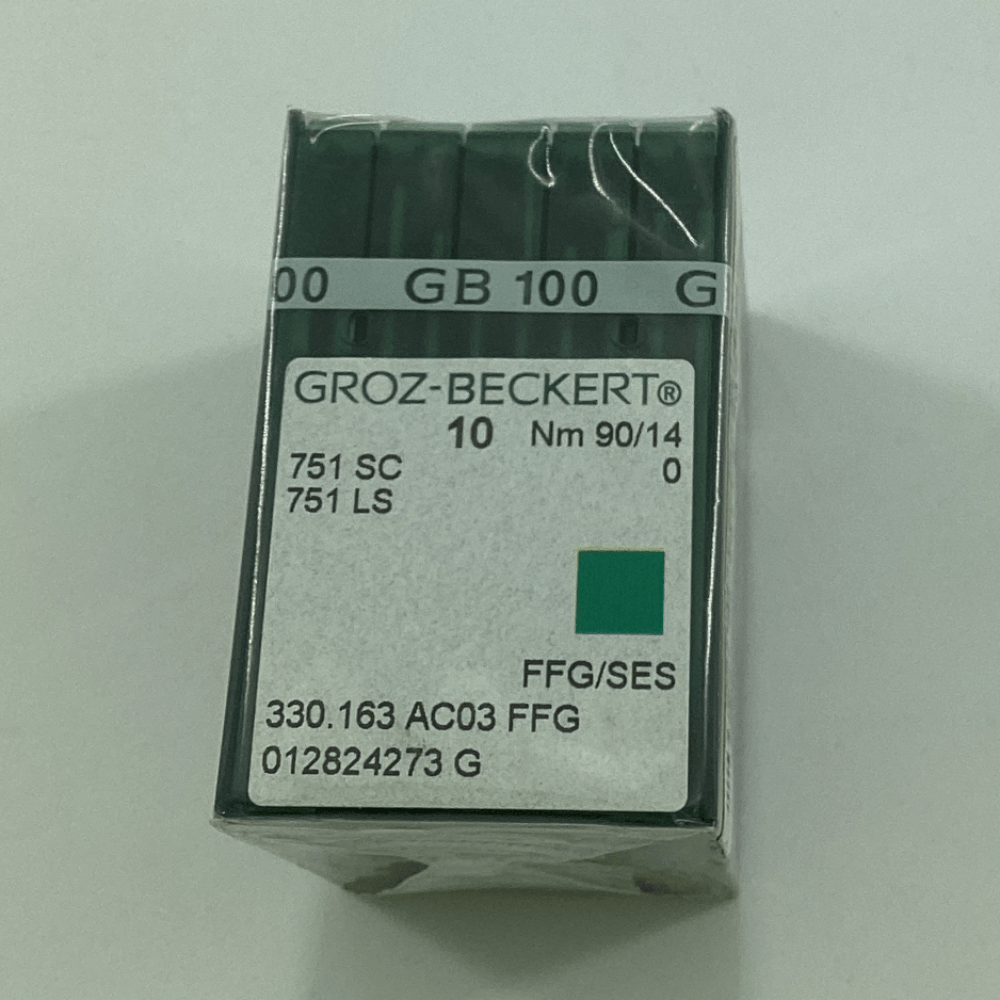 00 GB 100 G
GROZ-BECKERT®
10 Nm 90/14
751 SC 0
751 LS
FFG/SES
330.163 AC03 FFG
012824273 G